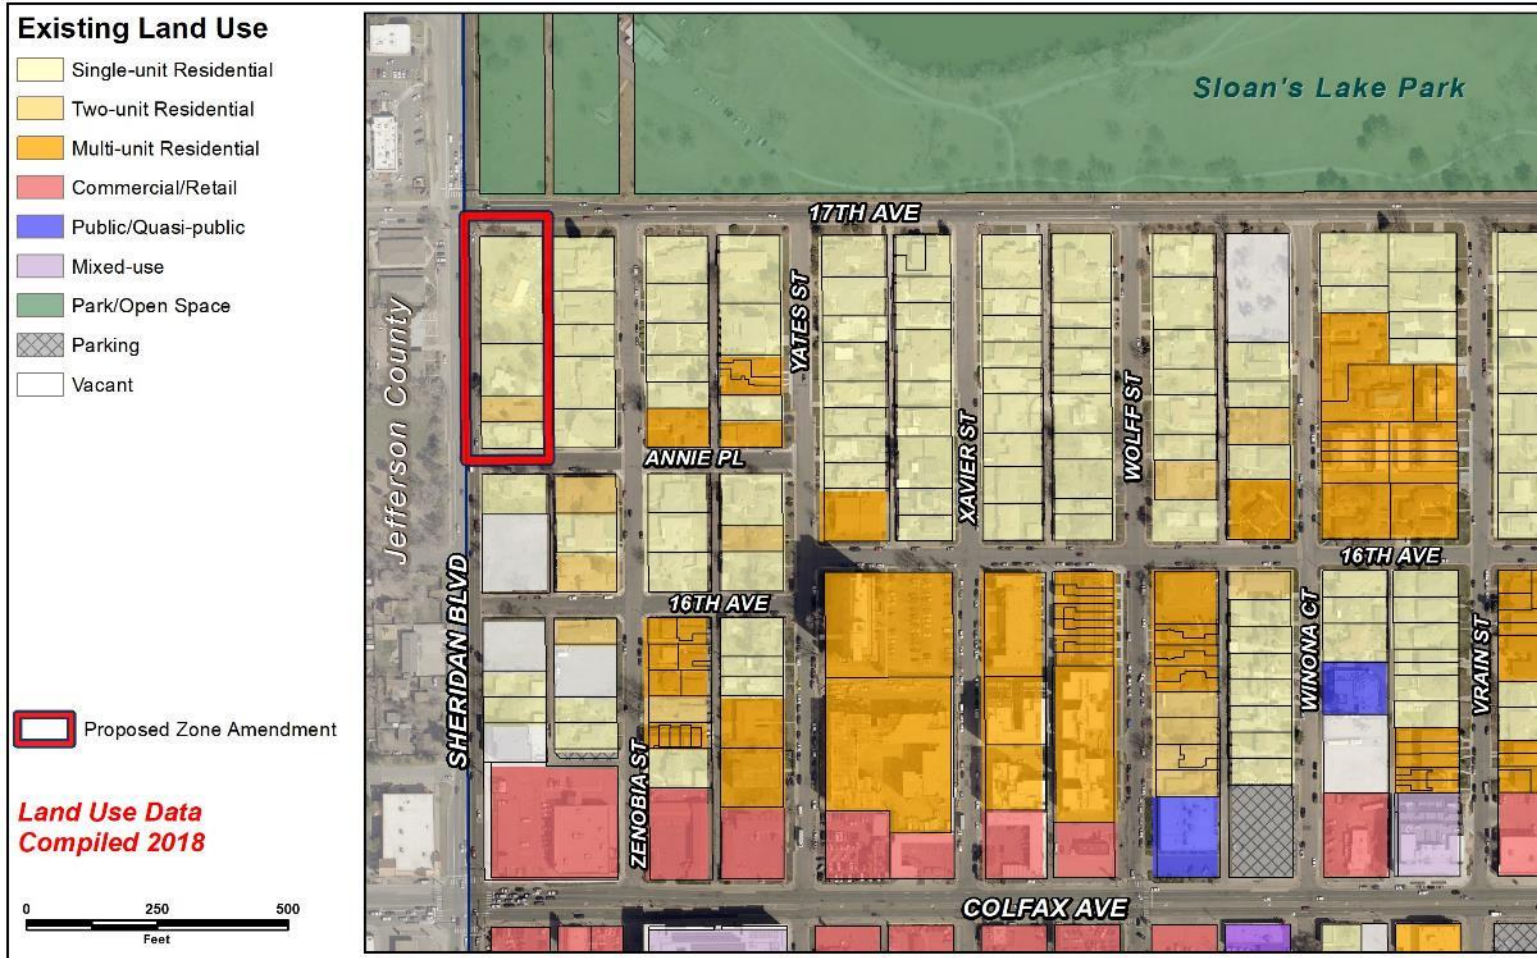 Existing Land Use
Single-unit Residential
Two-unit Residential
Multi-unit Residential
Commercial/Retail
Public/Quasi-public
Mixed-use
Park/Open Space
Parking
Vacant
Proposed Zone Amendment
Land Use Data
Compiled 2018
0 250 500
Feet
Sloan's Lake Park
17TH AVE
Jefferson County
YATES ST
ANNIE PL
XAVIER ST
WOLFF ST
16TH AVE
SHERIDAN BLVD
16TH AVE
ZENOBIA ST
WINONA CT
VRAIN ST
COLFAX AVE